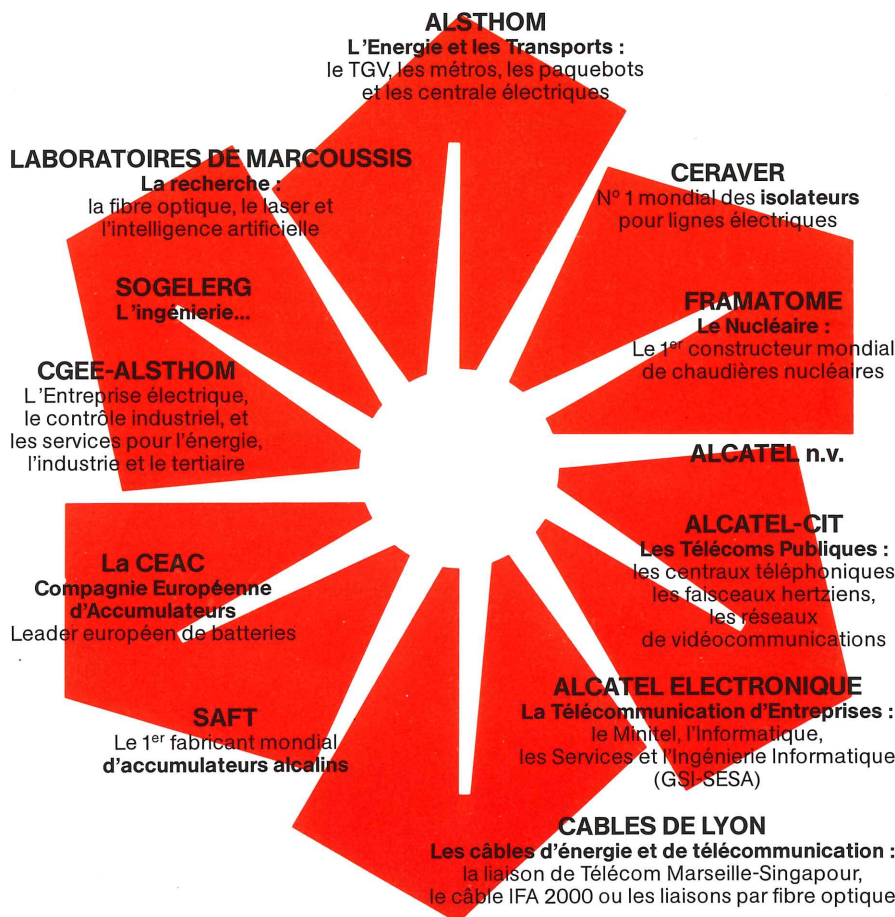 ALSTHOM
L'Energie et les Transports :
le TGV, les métros, les paquebots
et les centrale électriques
LABORATOIRES DE MARCOUSSIS
La recherche :
la fibre optique, le laser et
l'intelligence artificielle
CERAVER
Nº 1 mondial des isolateurs
pour lignes électriques
SOGELERG
L'ingénierie...
FRAMATOME
Le Nucléaire :
Le 1er constructeur mondial
de chaudières nucléaires
CGEE-ALSTHOM
L'Entreprise électrique,
le contrôle industriel, et
les services pour l'énergie,
l'industrie et le tertiaire
ALCATEL n.v.
ALCATEL-CIT
Les Télécoms Publiques :
les centraux téléphoniques
les faisceaux hertziens,
les réseaux
de vidéocommunications
La CEAC
Compagnie Européenne
d'Accumulateurs
Leader européen de batteries
ALCATEL ELECTRONIQUE
La Télécommunication d'Entreprises :
le Minitel, l'Informatique,
les Services et l'Ingénierie Informatique
(GSI-SESA)
SAFT
Le 1er fabricant mondial
d'accumulateurs alcalins
CABLES DE LYON
Les câbles d'énergie et de télécommunication :
la liaison de Télécom Marseille-Singapour,
le câble IFA 2000 ou les liaisons par fibre optique